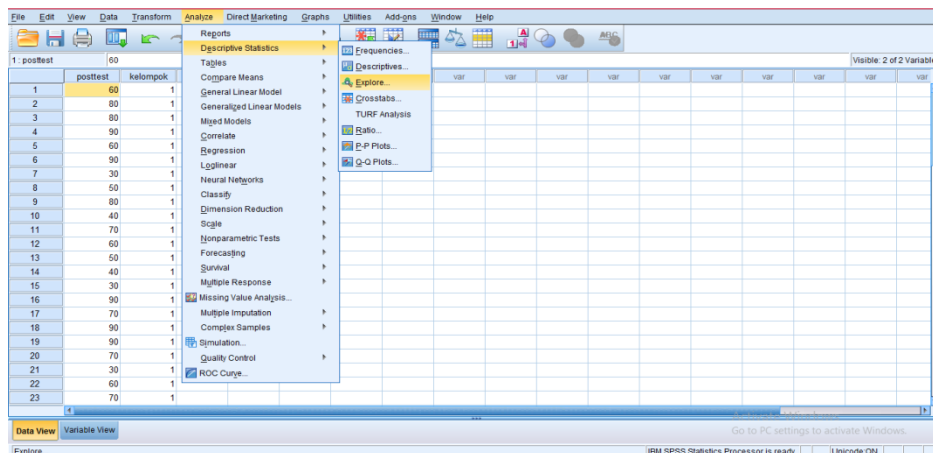 File Edit View Data Transform Analyze Direct Marketing Graphs Utilities Add-ons Window Help
1 : posttest 60 Visible: 2 of 2 Variable
posttest kelompok var var var var var var var
1 60 1
2 80 1
3 80 1
4 90 1
5 60 1
6 90 1
7 30 1
8 50 1
9 80 1
10 40 1
11 70 1
12 60 1
13 50 1
14 40 1
15 30 1
16 90 1
17 70 1
18 90 1
19 90 1
20 70 1
21 30 1
22 60 1
23 70 1
Reports
Descriptive Statistics
Tables
Compare Means
General Linear Model
Generalized Linear Models
Mixed Models
Correlate
Regression
Loglinear
Neural Networks
Classify
Dimension Reduction
Scale
Nonparametric Tests
Forecasting
Survival
Multiple Response
Missing Value Analysis...
Multiple Imputation
Complex Samples
Simulation...
Quality Control
ROC Curve...
Frequencies...
Descriptives...
Explore...
Crosstabs...
TURF Analysis
Ratio...
P-P Plots...
Q-Q Plots...
Data View Variable View
Go to PC settings to activate Windows.
Explore IBM SPSS Statistics Processor is ready Unicode:ON